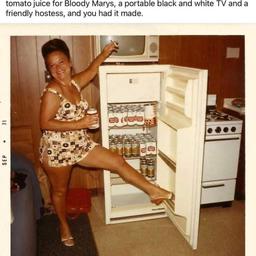 tomato juice for Bloody Marys, a portable black and white TV and a
friendly hostess, and you had it made.
SEP • 71